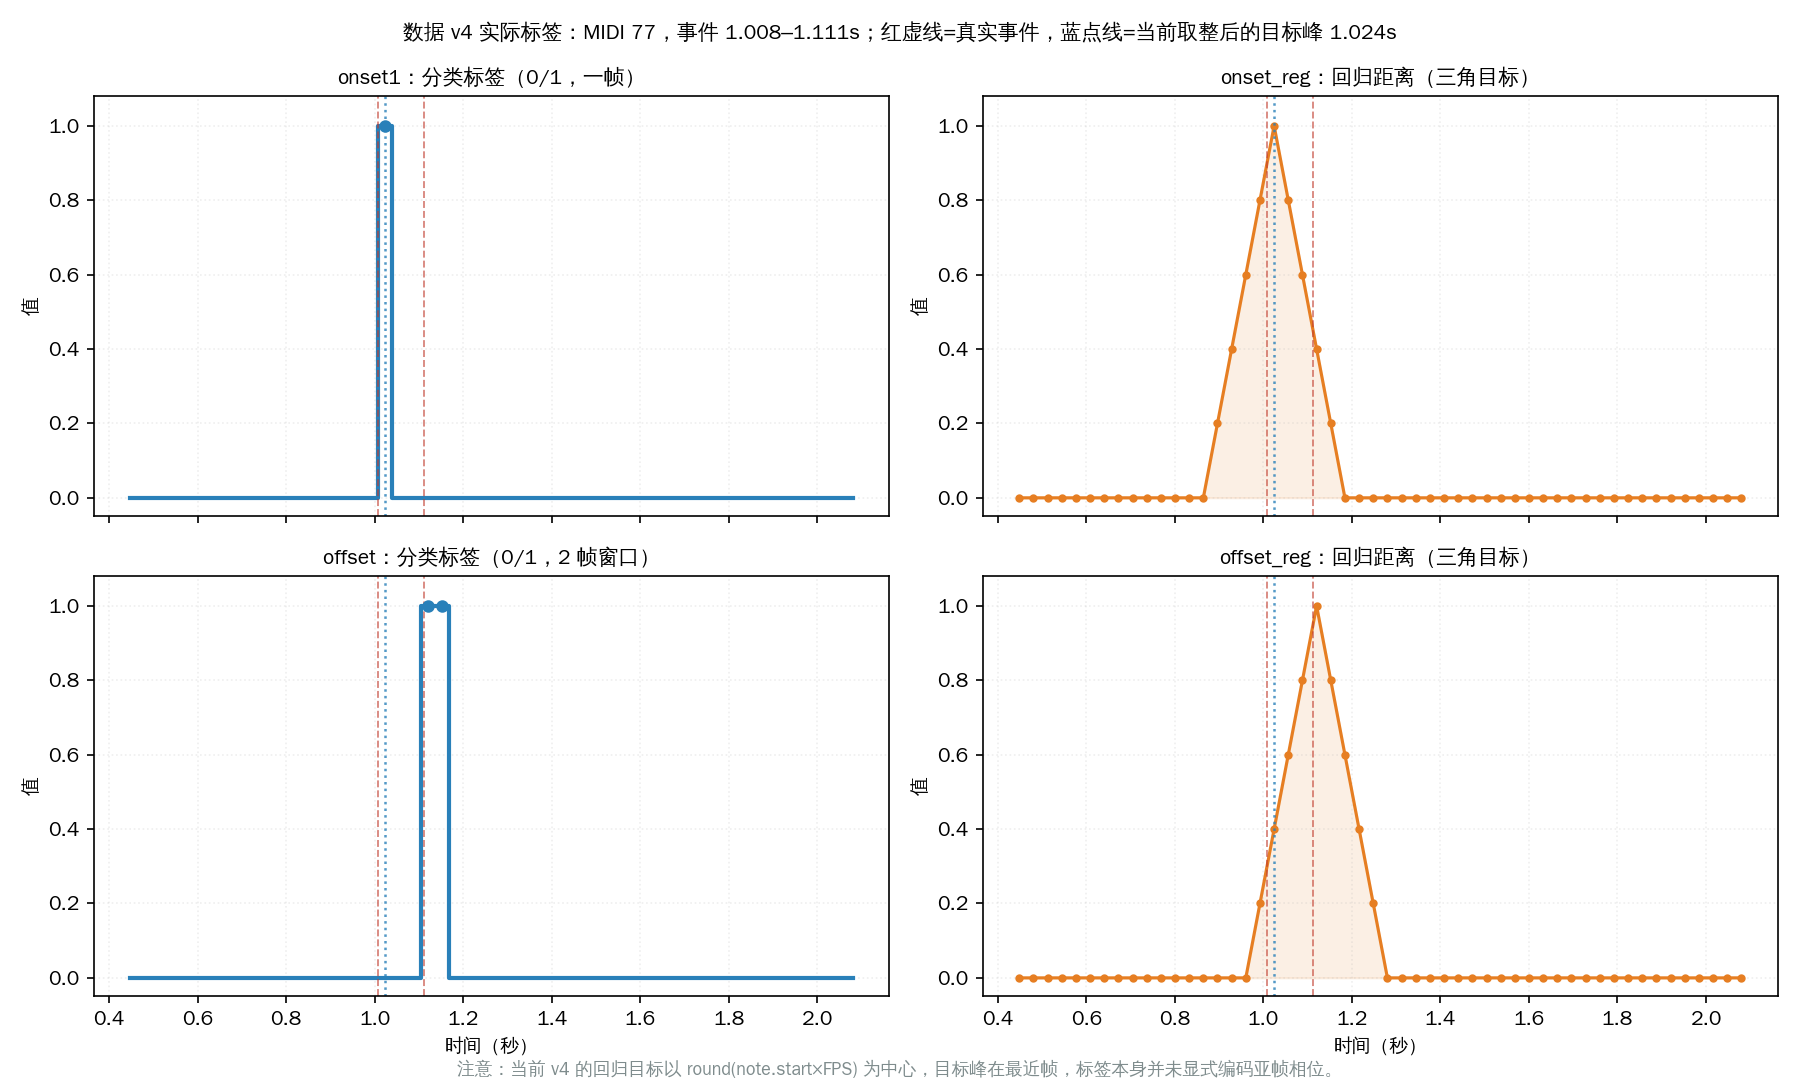 数据 v4 实际标签：MIDI 77，事件 1.008–1.111s；红虚线=真实事件，蓝点线=当前取整后的目标峰 1.024s
onset1：分类标签（0/1，一帧）
1.0
0.8
0.6
0.4
0.2
0.0
值
onset_reg：回归距离（三角目标）
1.0
0.8
0.6
0.4
0.2
0.0
值
offset：分类标签（0/1，2 帧窗口）
1.0
0.8
0.6
0.4
0.2
0.0
值
0.4 0.6 0.8 1.0 1.2 1.4 1.6 1.8 2.0
时间（秒）
offset_reg：回归距离（三角目标）
1.0
0.8
0.6
0.4
0.2
0.0
值
0.4 0.6 0.8 1.0 1.2 1.4 1.6 1.8 2.0
时间（秒）
注意：当前 v4 的回归目标以 round(note.start×FPS) 为中心，目标峰在最近帧，标签本身并未显式编码亚帧相位。